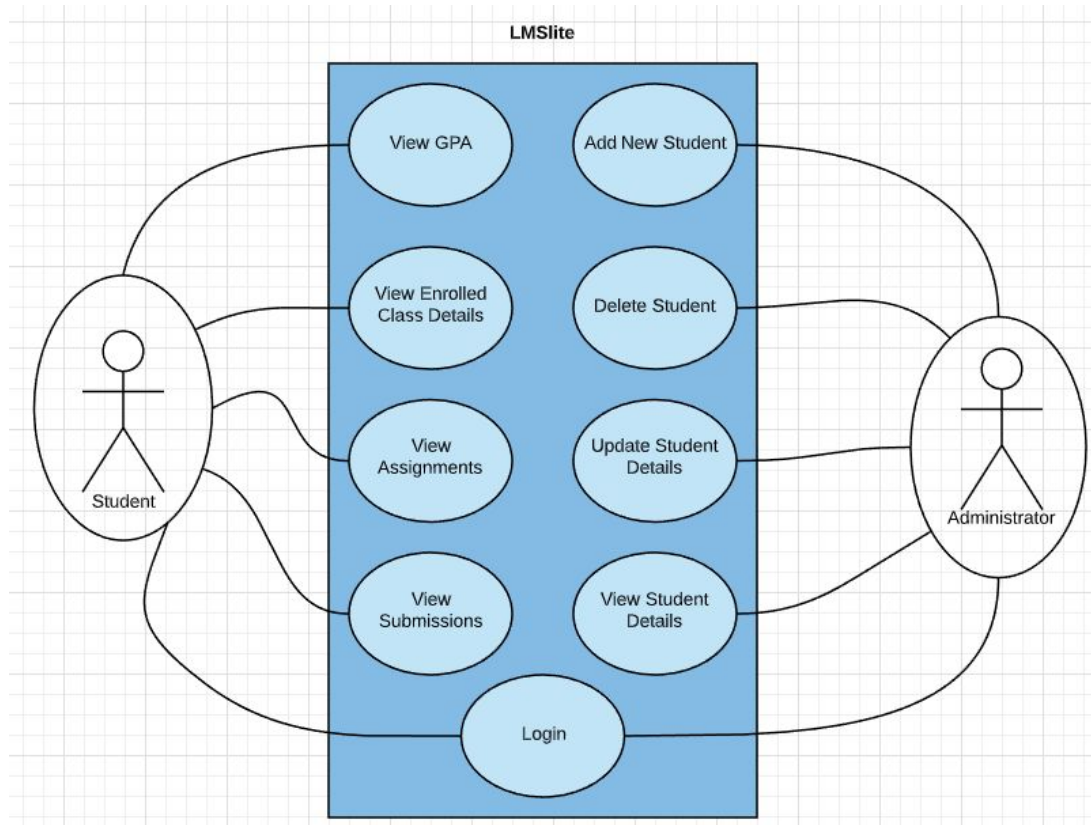 LMSlite
View GPA
Add New Student
View Enrolled
Class Details
Delete Student
View
Assignments
Update Student
Details
Student
Administrator
View
Submissions
View Student
Details
Login